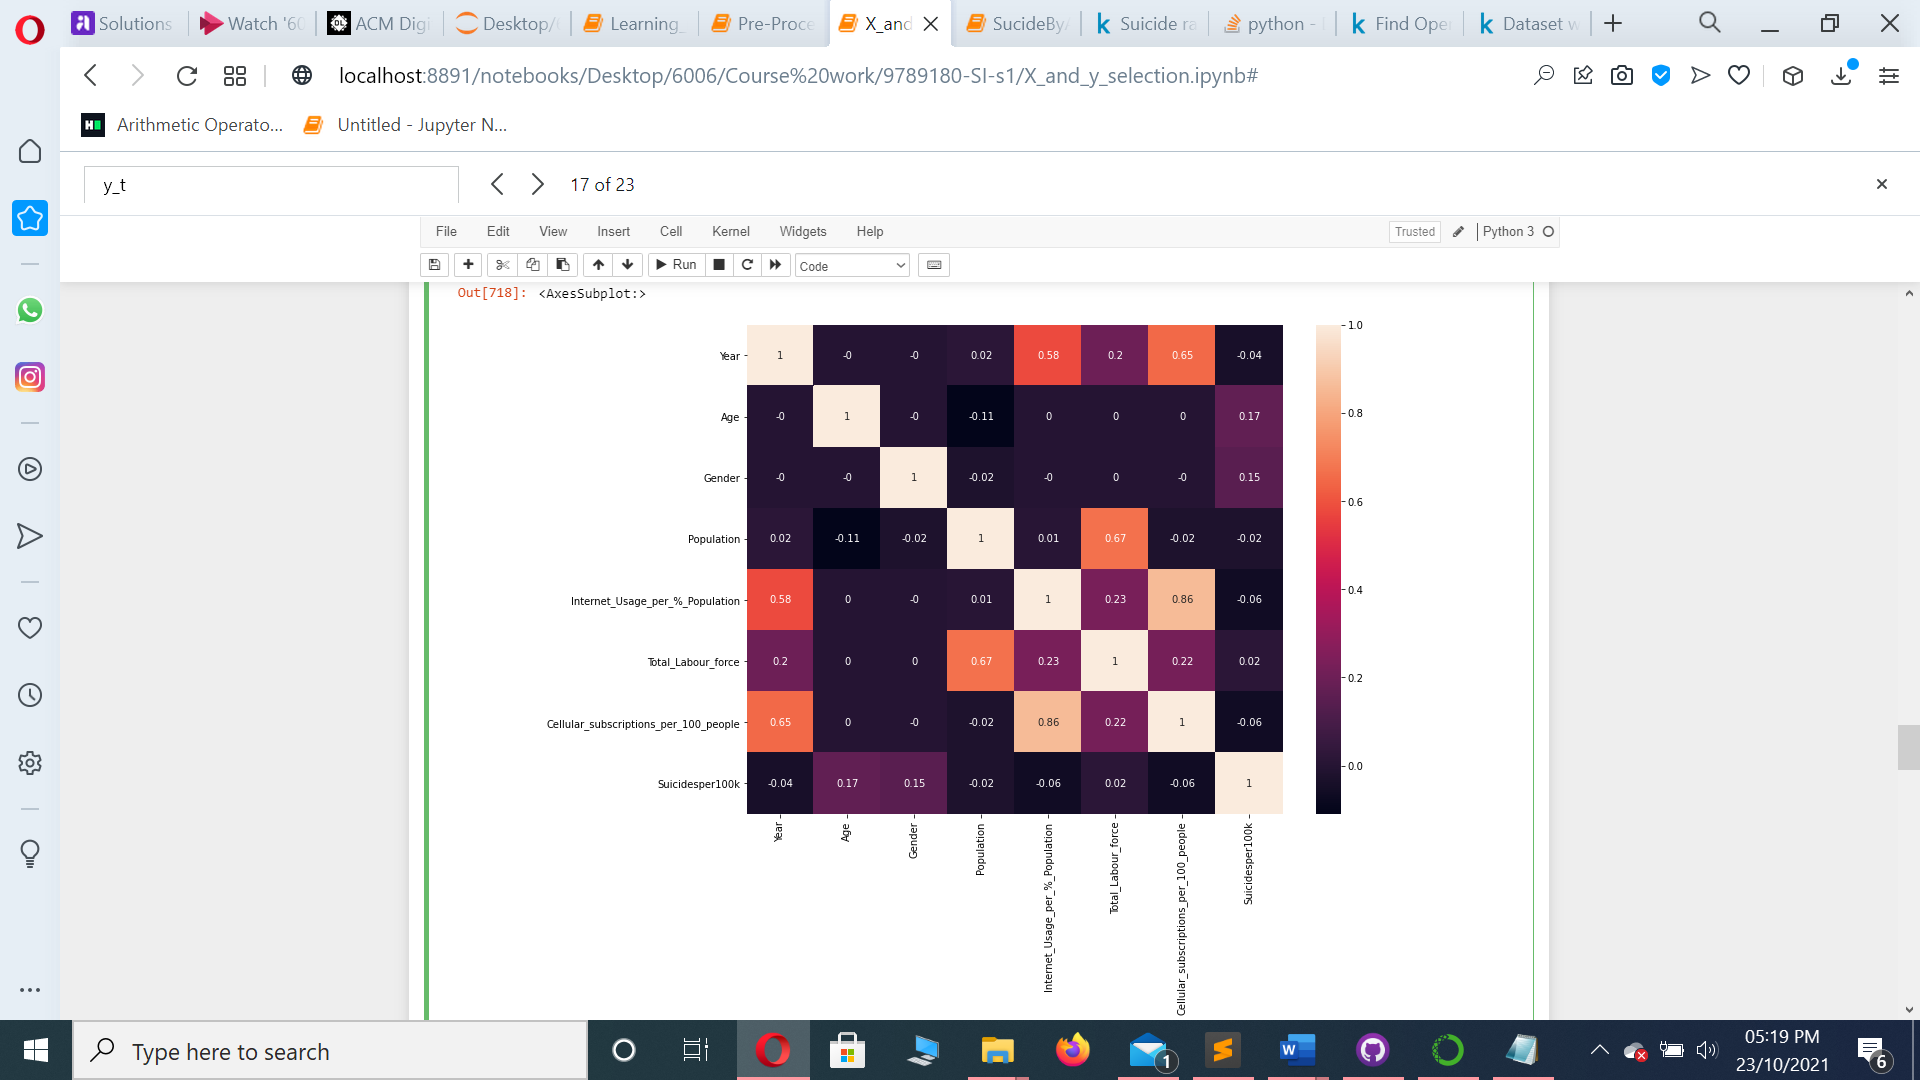 Solutions
Watch '60
ACM Digi
Desktop/
Learning_
Pre-Proce
X_and
SucideByA
Suicide ra
python -
Find Ope
Dataset w
localhost:8891/notebooks/Desktop/6006/Course%20work/9789180-SI-s1/X_and_y_selection.ipynb#
Arithmetic Operato...
Untitled - Jupyter N...
y_t
17 of 23
File Edit View Insert Cell Kernel Widgets Help
Trusted
Python 3
Run
Code
Out[718]: <AxesSubplot:>
Year 1 -0 -0 0.02 0.58 0.2 0.65 -0.04
Age -0 1 -0 -0.11 0 0 0 0.17
Gender -0 -0 1 -0.02 -0 0 -0 0.15
Population 0.02 -0.11 -0.02 1 0.01 0.67 -0.02 -0.02
Internet_Usage_per_%_Population 0.58 0 -0 0.01 1 0.23 0.86 -0.06
Total_Labour_force 0.2 0 0 0.67 0.23 1 0.22 0.02
Cellular_subscriptions_per_100_people 0.65 0 -0 -0.02 0.86 0.22 1 -0.06
Suicidesper100k -0.04 0.17 0.15 -0.02 -0.06 0.02 -0.06 1
Year
Age
Gender
Population
Internet_Usage_per_%_Population
Total_Labour_force
Cellular_subscriptions_per_100_people
Suicidesper100k
1.0
0.8
0.6
0.4
0.2
0.0
Type here to search
1
W
05:19 PM
23/10/2021
6